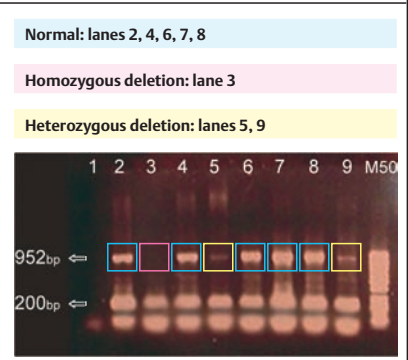 Normal: lanes 2, 4, 6, 7, 8
Homozygous deletion: lane 3
Heterozygous deletion: lanes 5, 9
1 2 3 4 5 6 7 8 9 M50
952bp ⇦
200bp ⇦